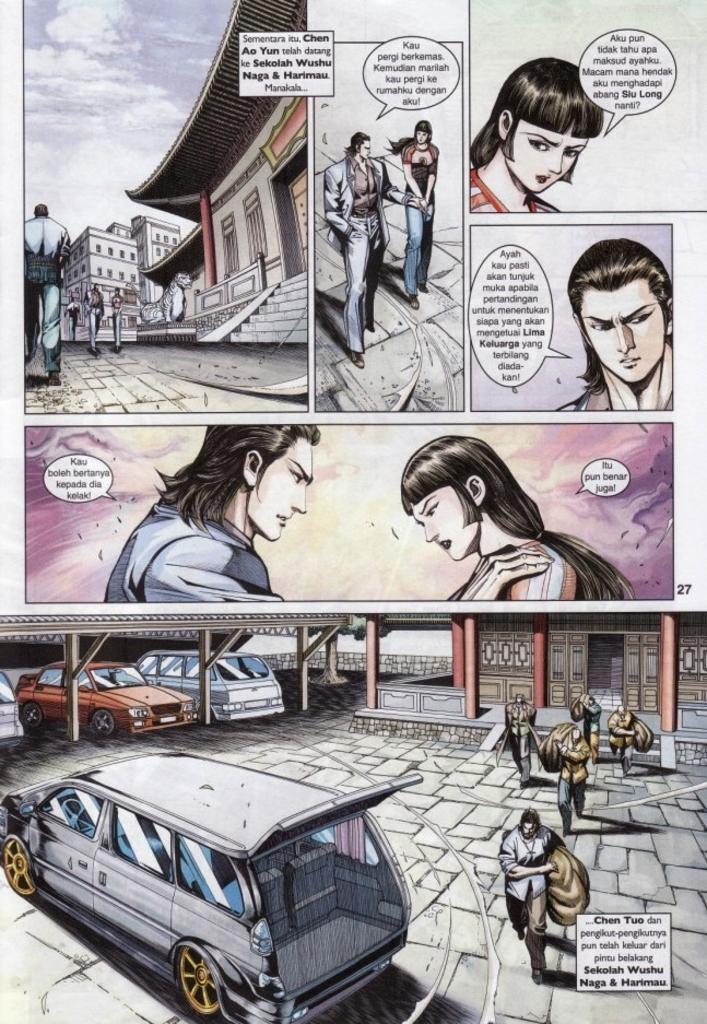 Sementara itu, Chen
Ao Yun telah datang
ke Sekolah Wushu
Naga & Harimau.
Manakala...
Kau
pergi berkemas.
Kemudian marilah
kau pergi ke
rumahku dengan
aku!
Aku pun
tidak tahu apa
maksud ayahku.
Macam mana hendak
aku menghadapi
abang Siu Long
nanti?
Ayah
kau pasti
akan tunjuk
muka apabila
pertandingan
untuk menentukan
siapa yang akan
mengetuai Lima
Keluarga yang
terbilang
diada-
kan!
Kau
boleh bertanya
kepada dia
kelak!
Itu
pun benar
juga!
27
....Chen Tuo dan
pengikut-pengikutnya
pun telah keluar dari
pintu belakang
Sekolah Wushu
Naga & Harimau.